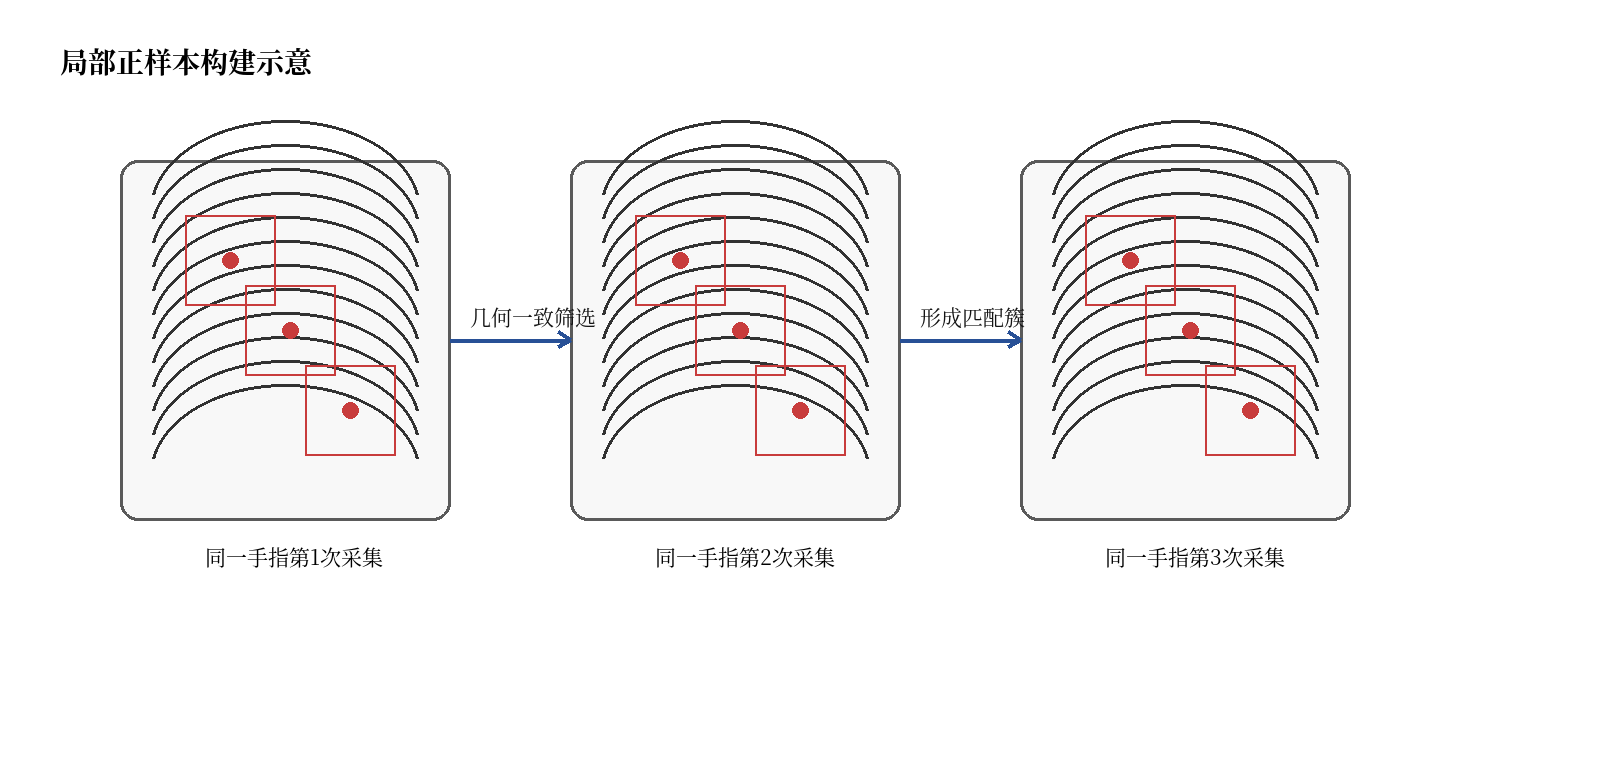 局部正样本构建示意
几何一致筛选
形成匹配簇
同一手指第1次采集
同一手指第2次采集
同一手指第3次采集